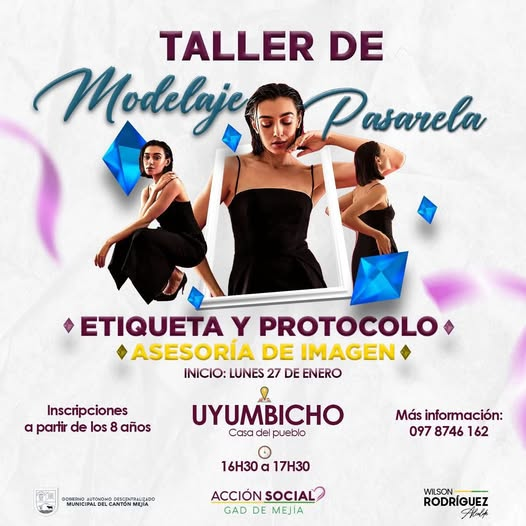 TALLER DE
Modelaje Pasarela
ETIQUETA Y PROTOCOLO
ASESORÍA DE IMAGEN
INICIO: LUNES 27 DE ENERO
Inscripciones
a partir de los 8 años
UYUMBICHO
Casa del pueblo
16H30 a 17H30
Más información:
097 8746 162
GOBIERNO AUTÓNOMO DESCENTRALIZADO
MUNICIPAL DEL CANTÓN MEJÍA
ACCIÓN SOCIAL
GAD DE MEJÍA
WILSON
RODRÍGUEZ
Alcalde